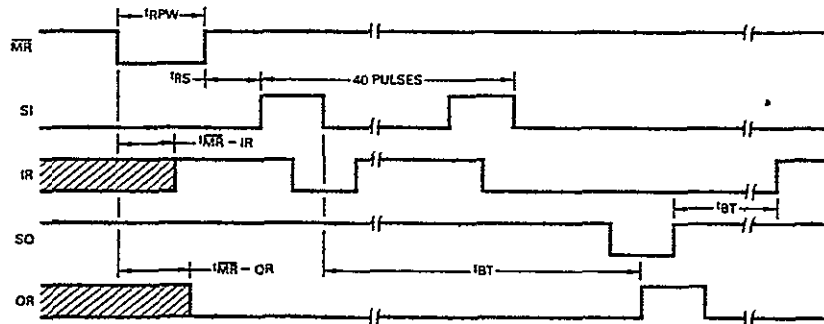 tRPW
MR
tRS
40 PULSES
SI
tMR – IR
IR
tBT
SO
tMR – OR
tBT
OR